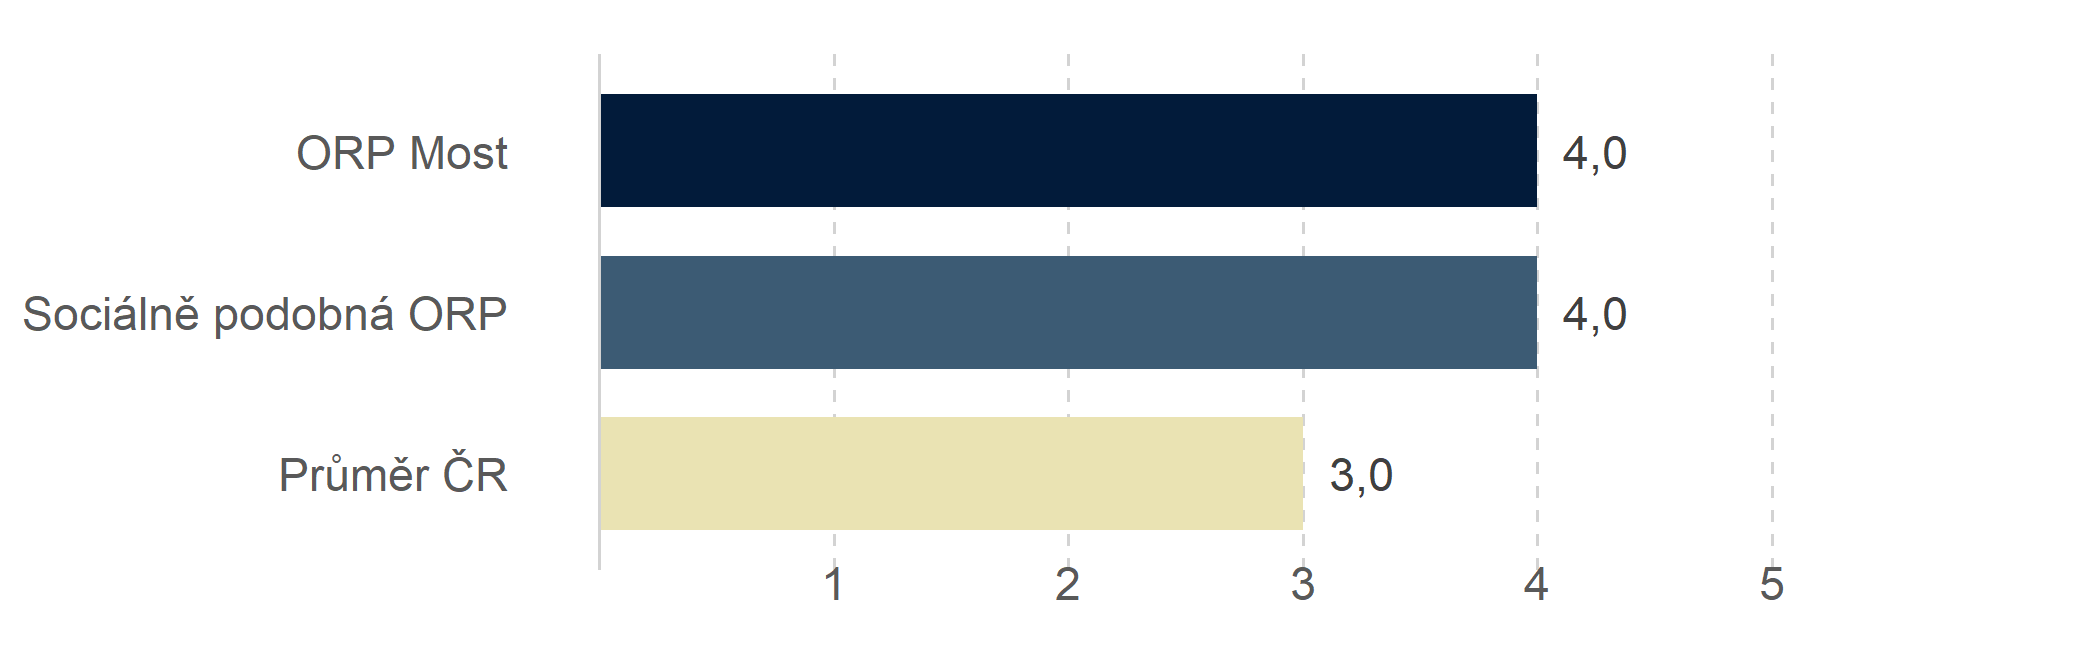 ORP Most
4,0
Sociálně podobná ORP
4,0
Průměr ČR
3,0
1 2 3 4 5